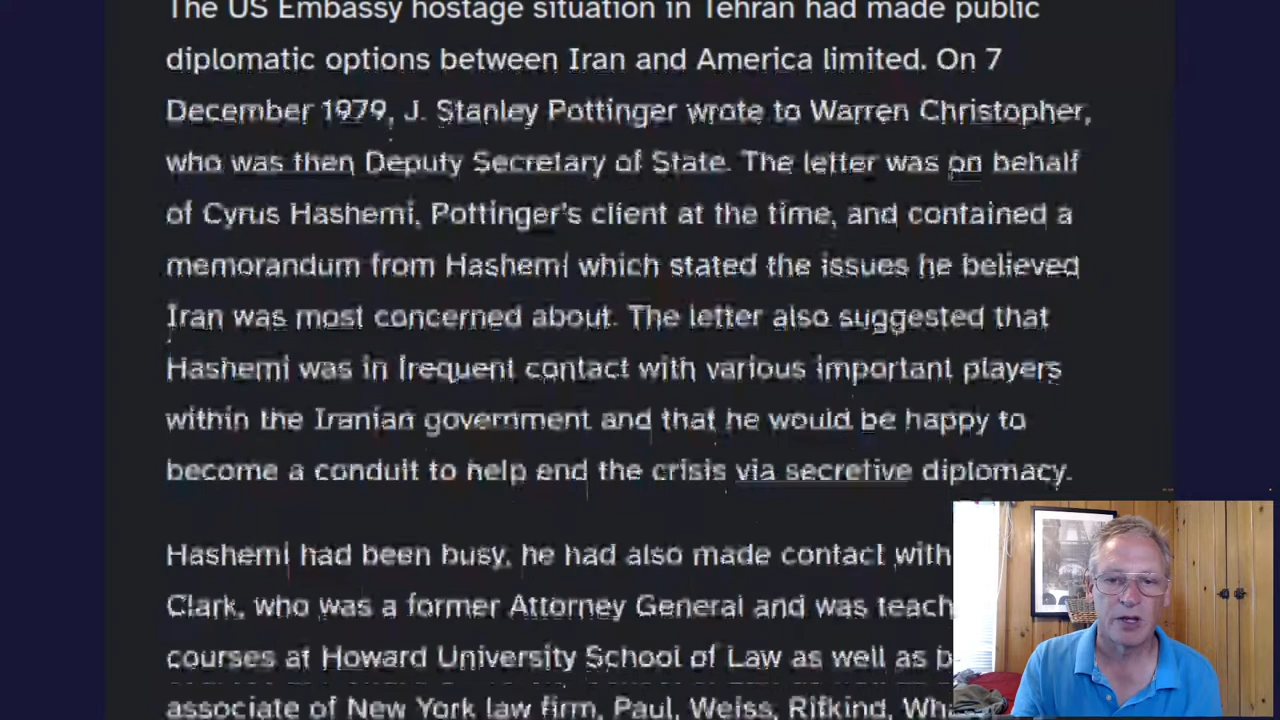 The US Embassy hostage situation in Tehran had made public
diplomatic options between Iran and America limited. On 7
December 1979, J. Stanley Pottinger wrote to Warren Christopher,
who was then Deputy Secretary of State. The letter was on behalf
of Cyrus Hashemi, Pottinger's client at the time, and contained a
memorandum from Hashemi which stated the issues he believed
Iran was most concerned about. The letter also suggested that
Hashemi was in frequent contact with various important players
within the Iranian government and that he would be happy to
become a conduit to help end the crisis via secretive diplomacy.
Hashemi had been busy, he had also made contact with
Clark, who was a former Attorney General and was teach
courses at Howard University School of Law as well as b
associate of New York law firm, Paul, Weiss, Rifkind, Wha